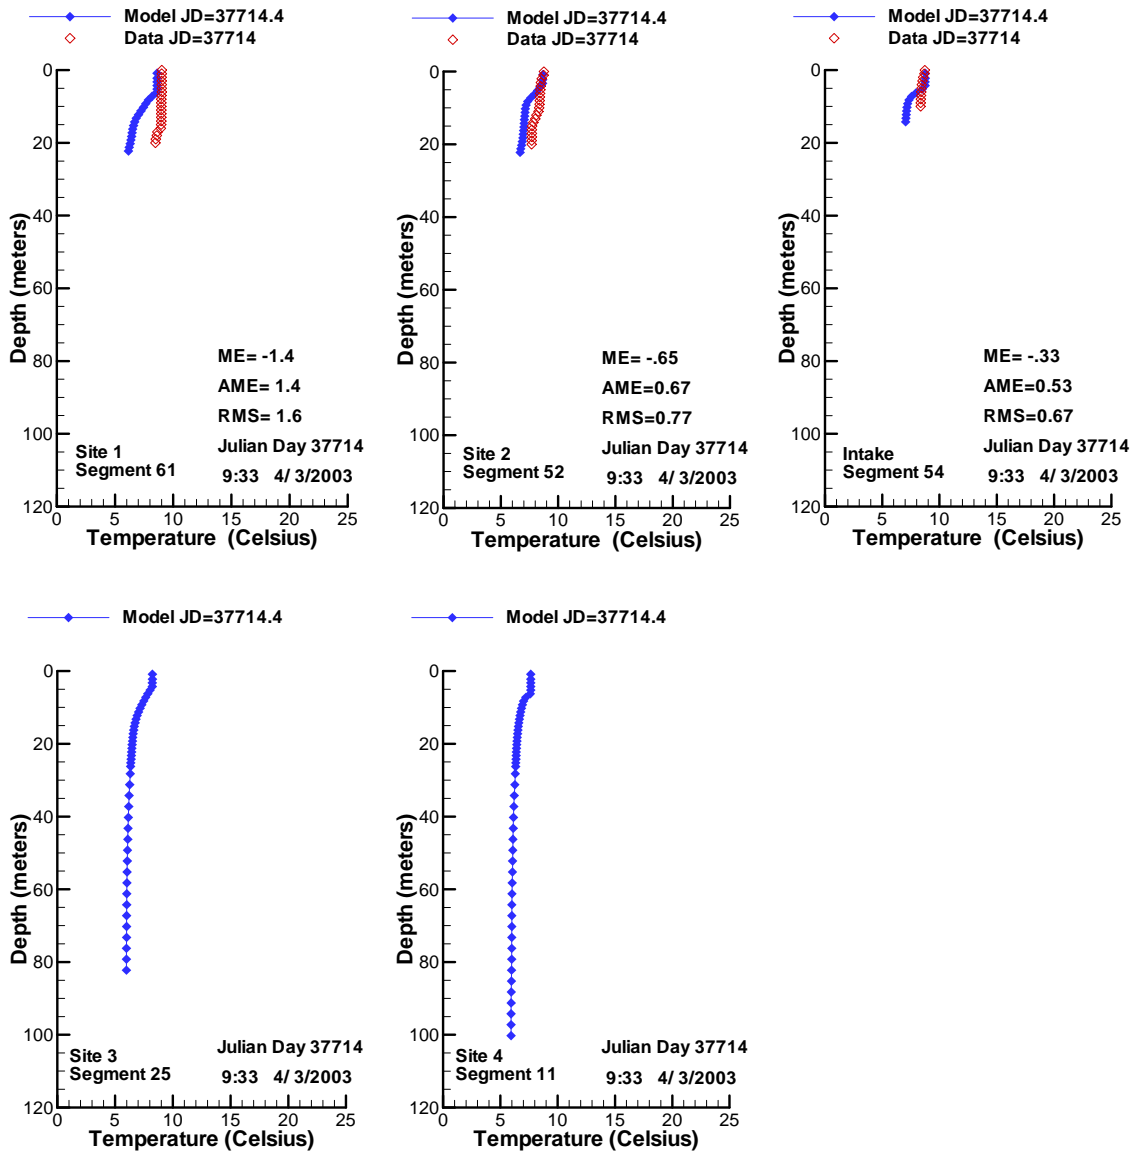 Model JD=37714.4
Data JD=37714
0
20
40
60
80
100
120
0 5 10 15 20 25
Depth (meters)
Temperature (Celsius)
ME= -1.4
AME= 1.4
RMS= 1.6
Julian Day 37714
9:33 4/ 3/2003
Site 1
Segment 61
Model JD=37714.4
Data JD=37714
0
20
40
60
80
100
120
0 5 10 15 20 25
Depth (meters)
Temperature (Celsius)
ME= -.65
AME=0.67
RMS=0.77
Julian Day 37714
9:33 4/ 3/2003
Site 2
Segment 52
Model JD=37714.4
Data JD=37714
0
20
40
60
80
100
120
0 5 10 15 20 25
Depth (meters)
Temperature (Celsius)
ME= -.33
AME=0.53
RMS=0.67
Julian Day 37714
9:33 4/ 3/2003
Intake
Segment 54
Model JD=37714.4
0
20
40
60
80
100
120
0 5 10 15 20 25
Depth (meters)
Temperature (Celsius)
Julian Day 37714
9:33 4/ 3/2003
Site 3
Segment 25
Model JD=37714.4
0
20
40
60
80
100
120
0 5 10 15 20 25
Depth (meters)
Temperature (Celsius)
Julian Day 37714
9:33 4/ 3/2003
Site 4
Segment 11